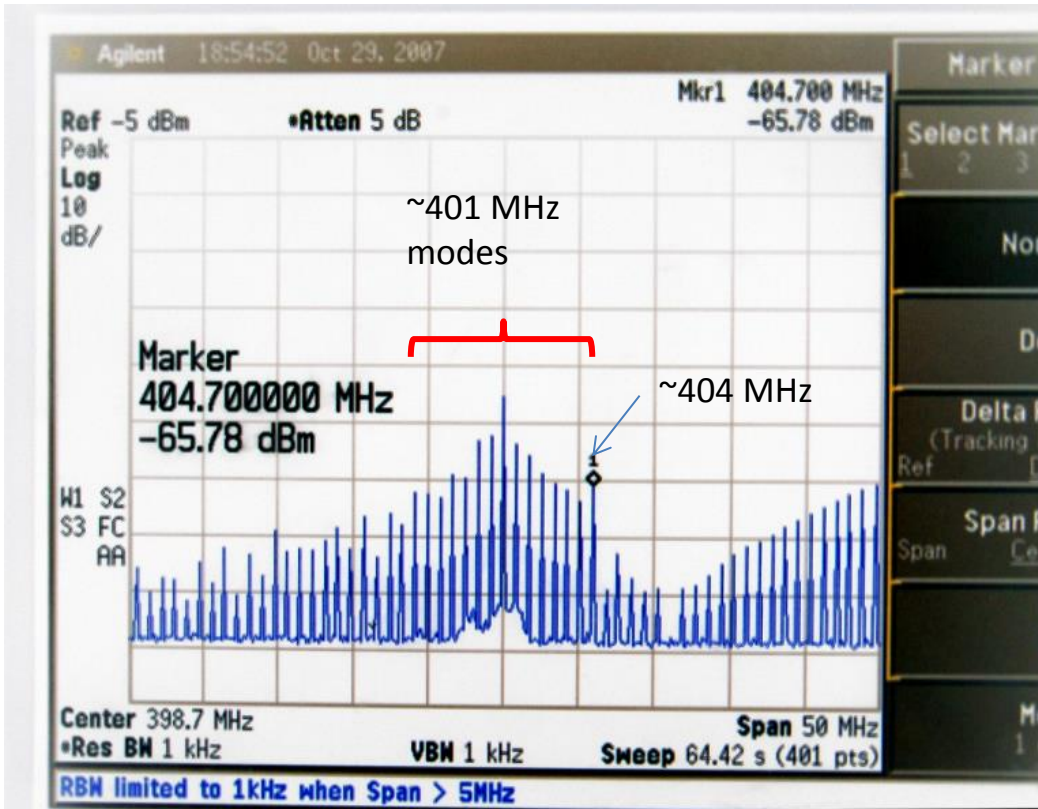 Agilent 18:54:52 Oct 29, 2007
Marker
Mkr1 404.700 MHz
Ref -5 dBm •Atten 5 dB -65.78 dBm
Peak
Log
10
dB/
Select Mar
1 2 3
~401 MHz
modes
Nor
Marker
404.700000 MHz
-65.78 dBm
~404 MHz
1
Delta
(Tracking
Ref
W1 S2
S3 FC
AA
Span
Span
Center 398.7 MHz Span 50 MHz
•Res BW 1 kHz VBW 1 kHz Sweep 64.42 s (401 pts)
RBW limited to 1kHz when Span > 5MHz